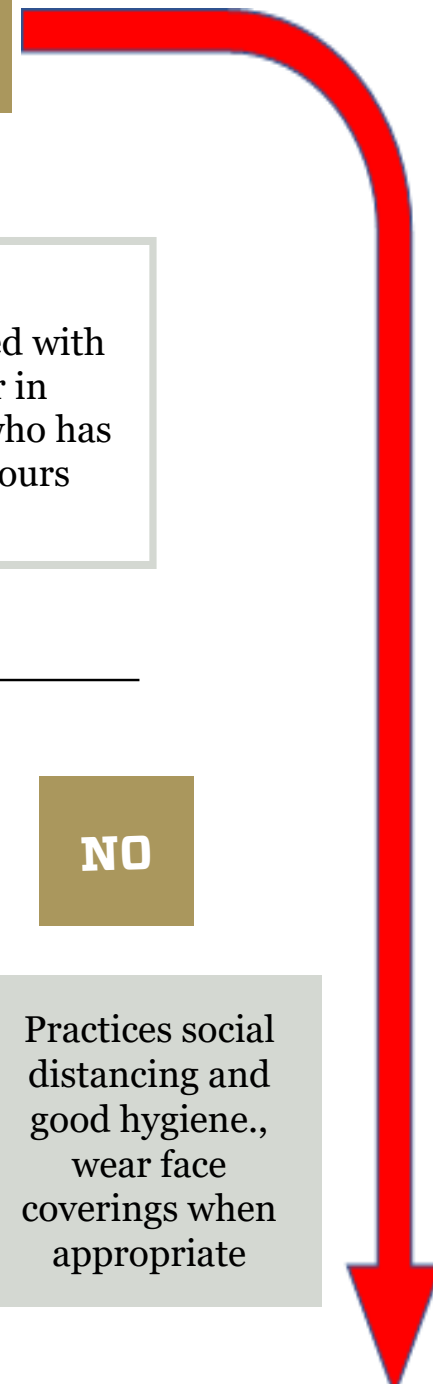 ed with
r in
who has
ours
NO
Practices social
distancing and
good hygiene.,
wear face
coverings when
appropriate